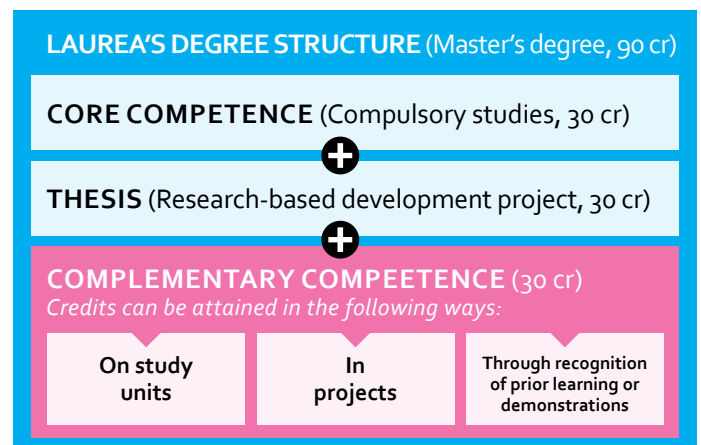 LAUREA'S DEGREE STRUCTURE (Master's degree, 90 cr)
CORE COMPETENCE (Compulsory studies, 30 cr)
+
THESIS (Research-based development project, 30 cr)
+
COMPLEMENTARY COMPEETENCE (30 cr)
Credits can be attained in the following ways:
On study
units
In
projects
Through recognition
of prior learning or
demonstrations